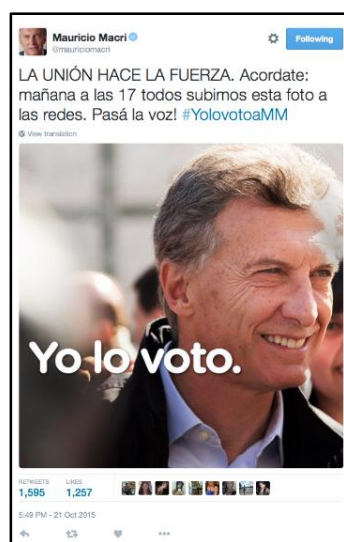 Mauricio Macri
@mauriciomacri
Following
LA UNIÓN HACE LA FUERZA. Acordate:
mañana a las 17 todos subimos esta foto a
las redes. Pasá la voz! #YolovotoaMM
View translation
Yo lo voto.
RETWEETS LIKES
1,595 1,257
5:49 PM - 21 Oct 2015